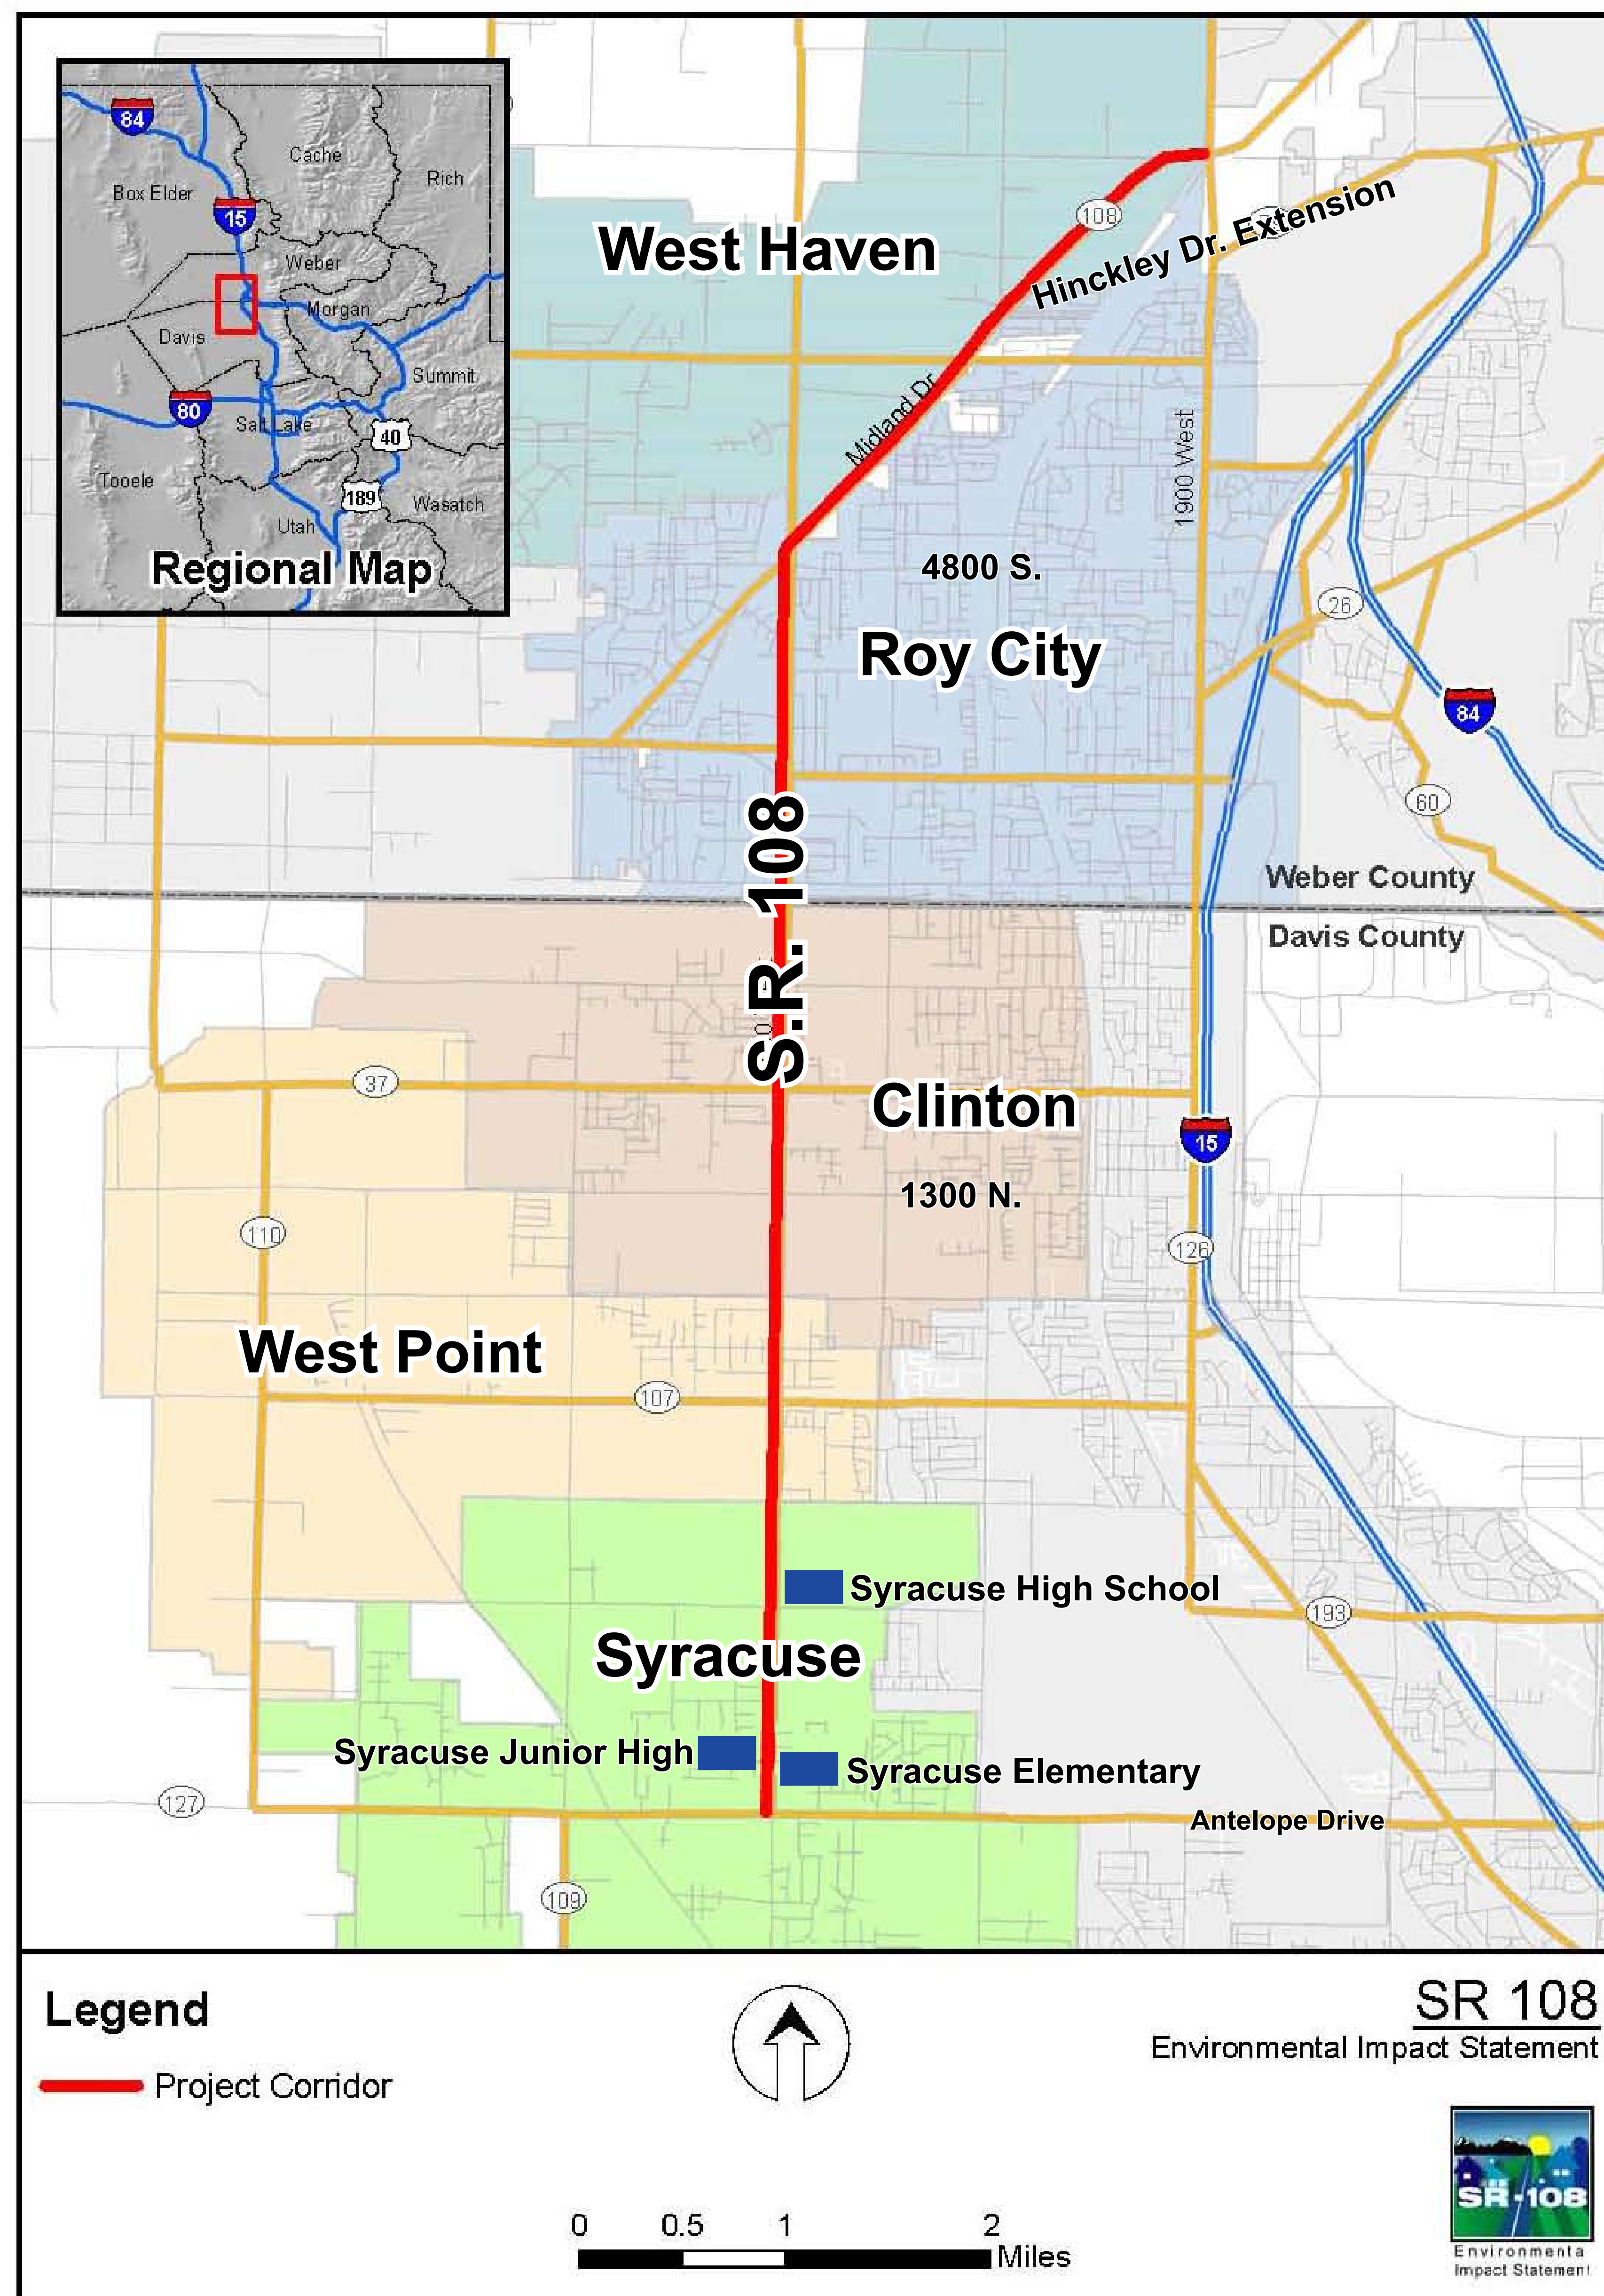 84
Cache
Rich
Box Elder
15
Weber
Morgan
Davis
Summit
80
Salt Lake
40
Tooele
189
Wasatch
Utah
Regional Map
West Haven
108
Hinckley Dr. Extension
Midland Dr.
1900 West
4800 S.
26
Roy City
84
60
S.R. 108
Weber County
Davis County
37
Clinton
15
1300 N.
110
126
West Point
107
Syracuse High School
193
Syracuse
Syracuse Junior High
Syracuse Elementary
127
Antelope Drive
109
Legend
Project Corridor
SR 108
Environmental Impact Statement
0 0.5 1 2
Miles
SR-108
Environmenta
Impact Statement